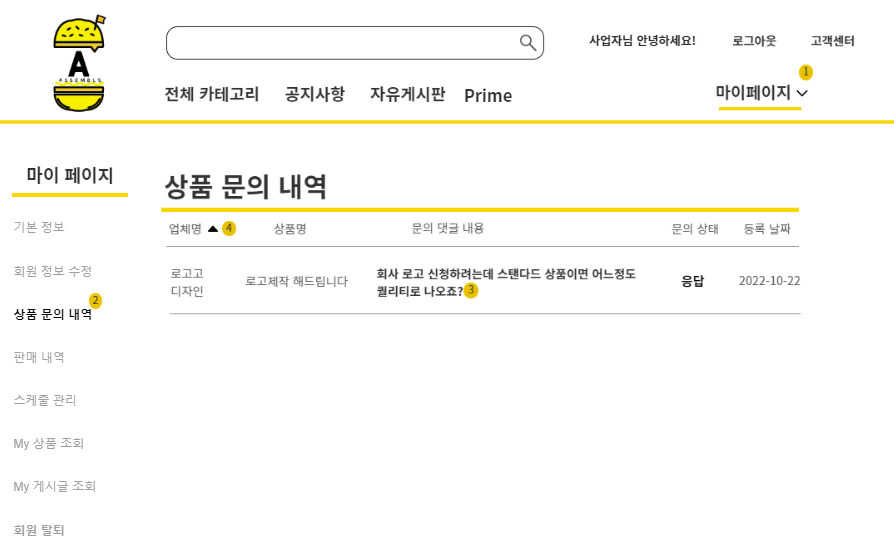 A
ASSEMBLE
사업자님 안녕하세요!
로그아웃
고객센터
1
전체 카테고리
공지사항
자유게시판
Prime
마이페이지
마이 페이지
기본 정보
회원 정보 수정
2
상품 문의 내역
판매 내역
스케줄 관리
My 상품 조회
My 게시글 조회
회원 탈퇴
상품 문의 내역
업체명 4 상품명 문의 댓글 내용 문의 상태 등록 날짜
로고고
디자인
로고제작 해드립니다
회사 로고 신청하려는데 스탠다드 상품이면 어느정도
퀄리티로 나오죠? 3
응답
2022-10-22